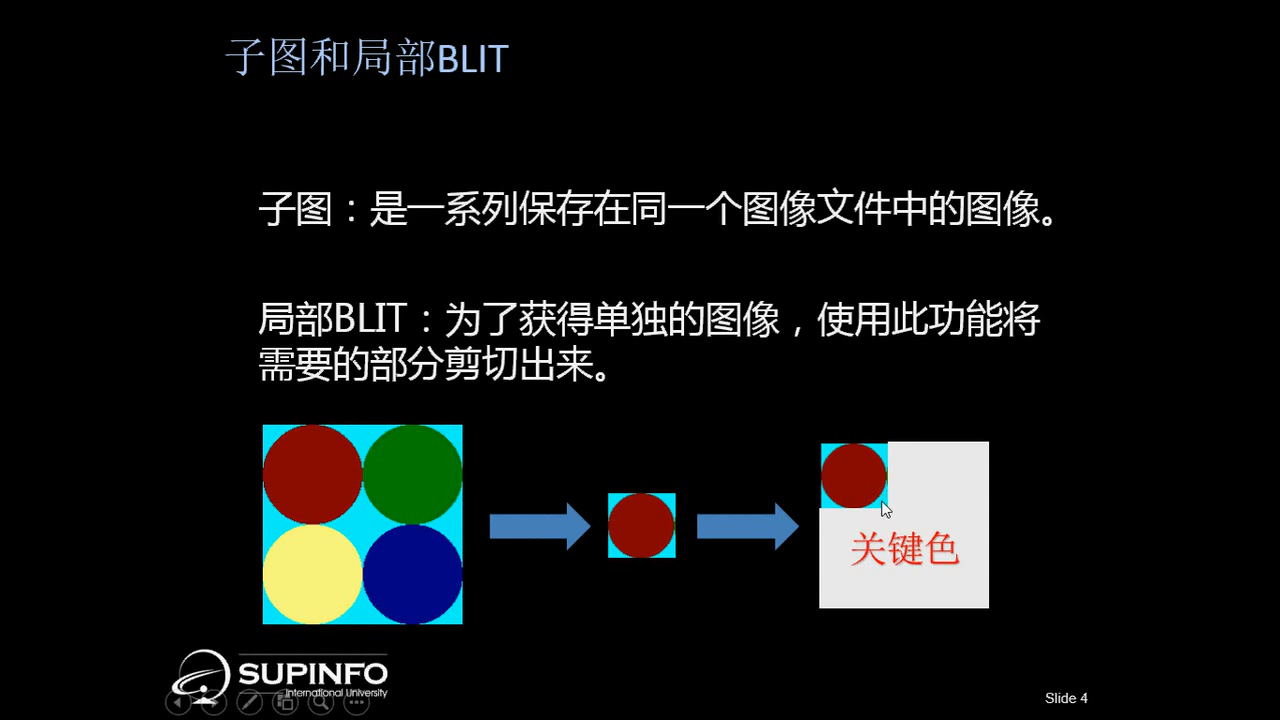 子图和局部BLIT
子图：是一系列保存在同一个图像文件中的图像。
局部BLIT：为了获得单独的图像，使用此功能将
需要的部分剪切出来。
关键色
SUPINFO
International University
Slide 4